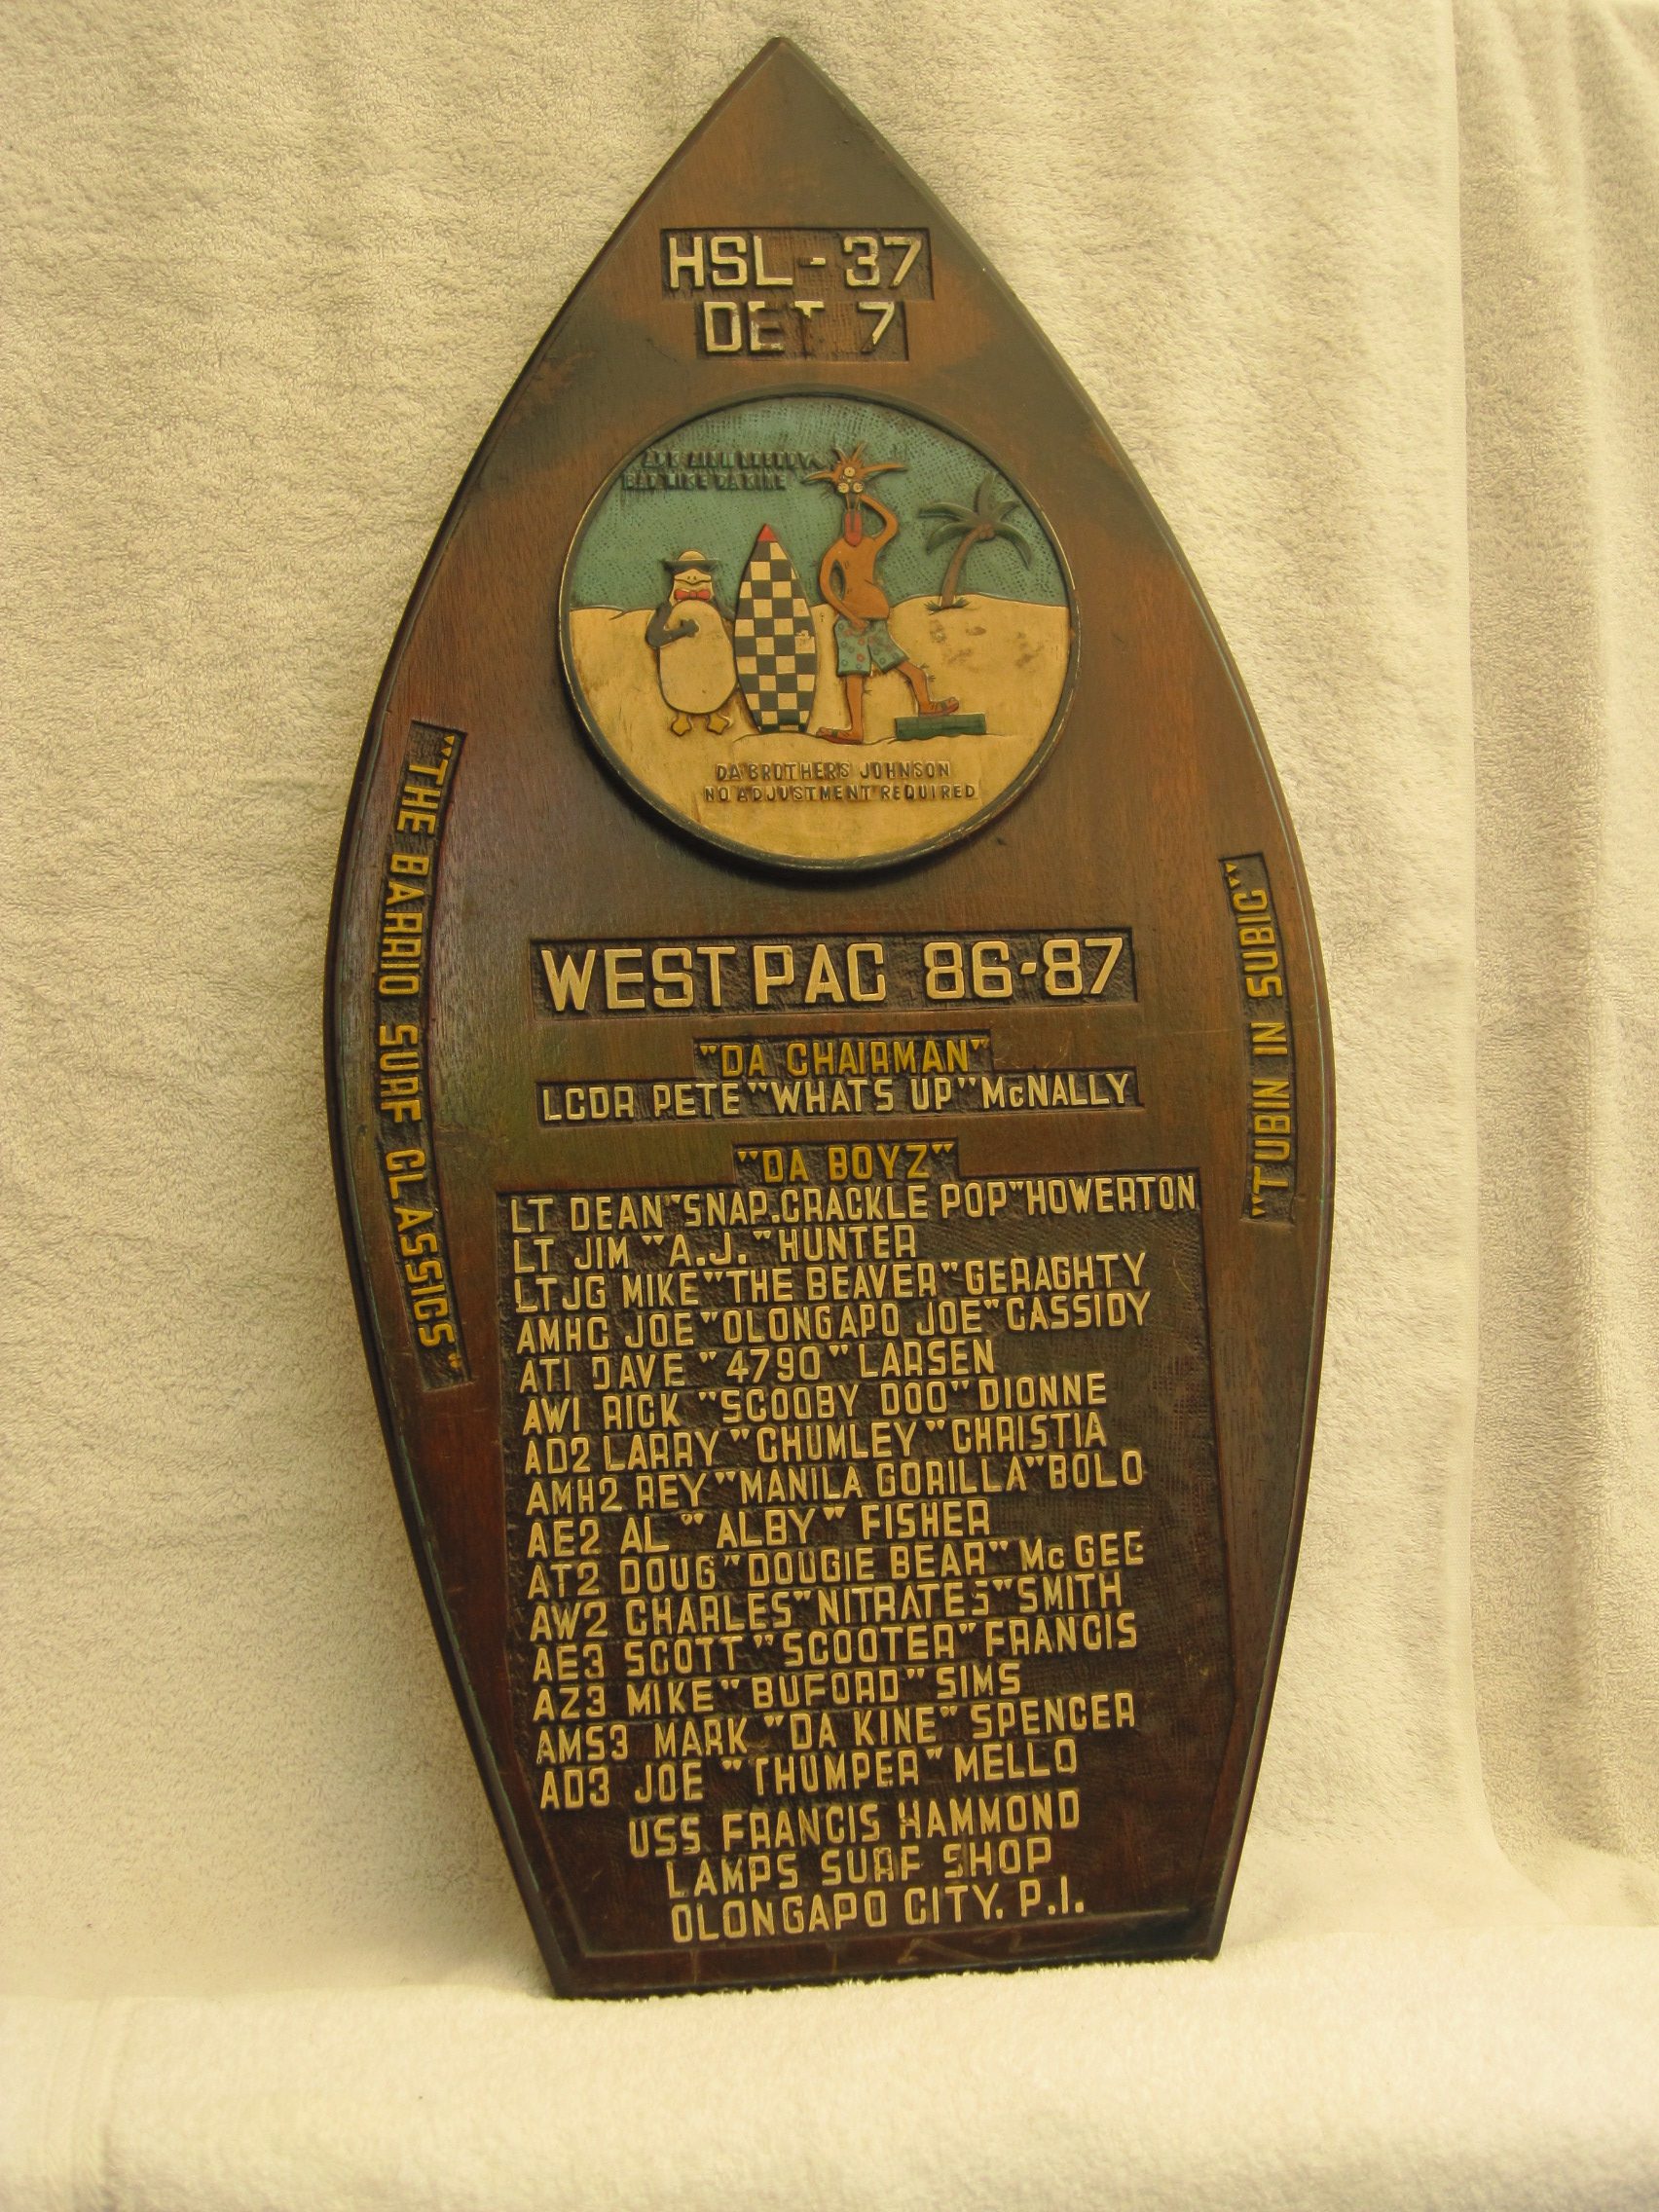 HSL-37
DET 7
DA BROTHERS JOHNSON
NO ADJUSTMENT REQUIRED
"THE BARRIO SURF CLASSICS"
"TUBIN IN SUBIC"
WESTPAC 86-87
"DA CHAIRMAN"
LCDR PETE "WHATS UP" McNALLY
"DA BOYZ"
LT DEAN "SNAP.CRACKLE POP" HOWERTON
LT JIM "A.J." HUNTER
LTJG MIKE "THE BEAVER" GERAGHTY
AMHC JOE "OLONGAPO JOE" CASSIDY
AT1 DAVE "4790" LARSEN
AW1 RICK "SCOOBY DOO" DIONNE
AD2 LARRY "CHUMLEY" CHRISTIA
AMH2 REY "MANILA GORILLA" BOLO
AE2 AL "ALBY" FISHER
AT2 DOUG "DOUGIE BEAR" McGEE
AW2 CHARLES "NITRATES" SMITH
AE3 SCOTT "SCOOTER" FRANCIS
AZ3 MIKE "BUFORD" SIMS
AMS3 MARK "DA KINE" SPENCER
AD3 JOE "THUMPER" MELLO
USS FRANCIS HAMMOND
LAMPS SURF SHOP
OLONGAPO CITY, P.I.